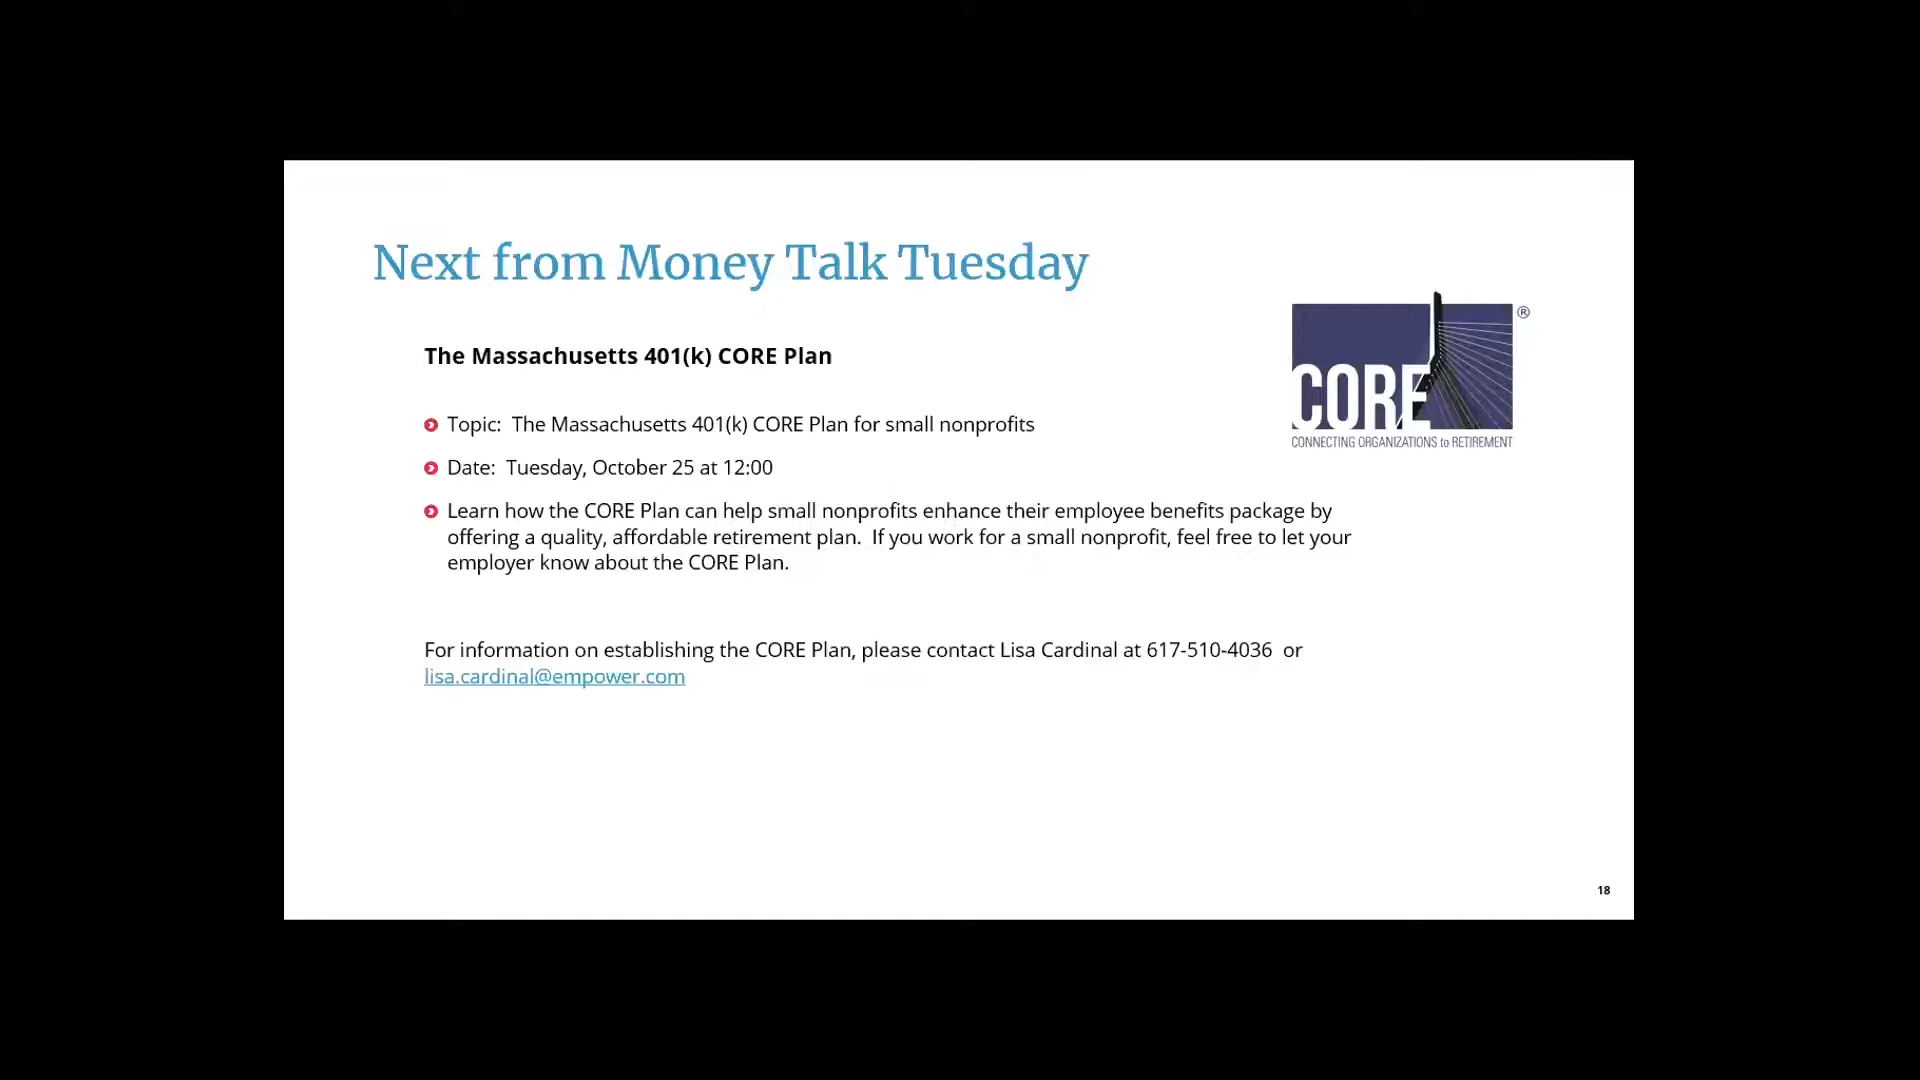 Next from Money Talk Tuesday
CORE®
CONNECTING ORGANIZATIONS to RETIREMENT
The Massachusetts 401(k) CORE Plan
Topic:  The Massachusetts 401(k) CORE Plan for small nonprofits
Date:  Tuesday, October 25 at 12:00
Learn how the CORE Plan can help small nonprofits enhance their employee benefits package by
offering a quality, affordable retirement plan.  If you work for a small nonprofit, feel free to let your
employer know about the CORE Plan.
For information on establishing the CORE Plan, please contact Lisa Cardinal at 617-510-4036  or
lisa.cardinal@empower.com
18